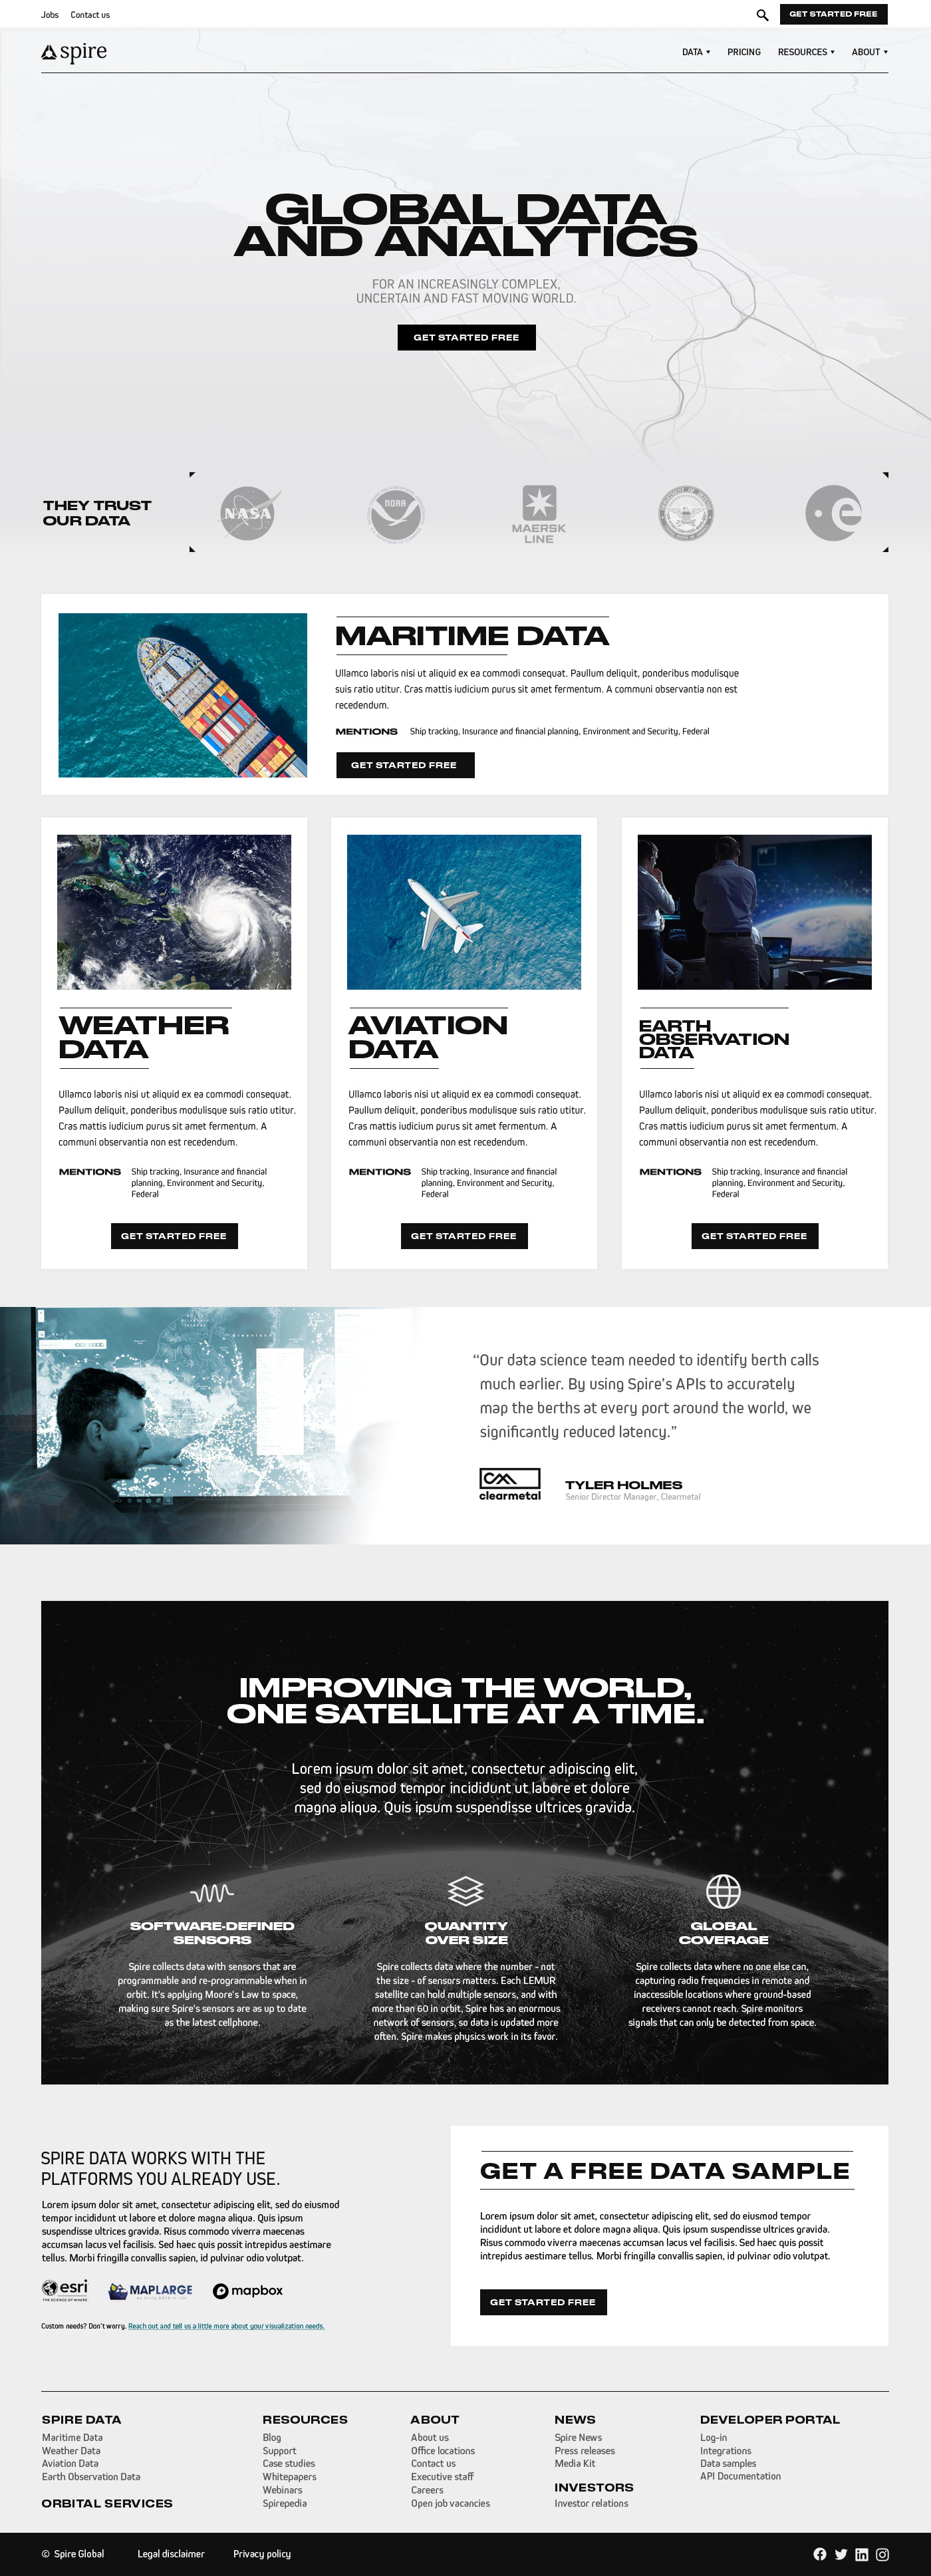 Jobs Contact us
GET STARTED FREE
spire
DATA PRICING RESOURCES ABOUT
GLOBAL DATA
AND ANALYTICS
FOR AN INCREASINGLY COMPLEX,
UNCERTAIN AND FAST MOVING WORLD.
GET STARTED FREE
THEY TRUST
OUR DATA
NASA
NOAA
MAERSK
LINE
esa
MARITIME DATA
Ullamco laboris nisi ut aliquid ex ea commodi consequat. Paullum deliquit, ponderibus modulisque
suis ratio utitur. Cras mattis iudicium purus sit amet fermentum. A communi observantia non est
recedendum.
MENTIONS Ship tracking, Insurance and financial planning, Environment and Security, Federal
GET STARTED FREE
WEATHER
DATA
Ullamco laboris nisi ut aliquid ex ea commodi consequat.
Paullum deliquit, ponderibus modulisque suis ratio utitur.
Cras mattis iudicium purus sit amet fermentum. A
communi observantia non est recedendum.
MENTIONS Ship tracking, Insurance and financial
planning, Environment and Security,
Federal
GET STARTED FREE
AVIATION
DATA
Ullamco laboris nisi ut aliquid ex ea commodi consequat.
Paullum deliquit, ponderibus modulisque suis ratio utitur.
Cras mattis iudicium purus sit amet fermentum. A
communi observantia non est recedendum.
MENTIONS Ship tracking, Insurance and financial
planning, Environment and Security,
Federal
GET STARTED FREE
EARTH
OBSERVATION
DATA
Ullamco laboris nisi ut aliquid ex ea commodi consequat.
Paullum deliquit, ponderibus modulisque suis ratio utitur.
Cras mattis iudicium purus sit amet fermentum. A
communi observantia non est recedendum.
MENTIONS Ship tracking, Insurance and financial
planning, Environment and Security,
Federal
GET STARTED FREE
“Our data science team needed to identify berth calls
much earlier. By using Spire’s APIs to accurately
map the berths at every port around the world, we
significantly reduced latency.”
clearmetal
TYLER HOLMES
Senior Director Manager, Clearmetal
IMPROVING THE WORLD,
ONE SATELLITE AT A TIME.
Lorem ipsum dolor sit amet, consectetur adipiscing elit,
sed do eiusmod tempor incididunt ut labore et dolore
magna aliqua. Quis ipsum suspendisse ultrices gravida.
SOFTWARE-DEFINED
SENSORS
Spire collects data with sensors that are
programmable and re-programmable when in
orbit. It's applying Moore's Law to space,
making sure Spire's sensors are as up to date
as the latest cellphone.
QUANTITY
OVER SIZE
Spire collects data where the number - not
the size - of sensors matters. Each LEMUR
satellite can hold multiple sensors, and with
more than 60 in orbit, Spire has an enormous
network of sensors, so data is updated more
often. Spire makes physics work in its favor.
GLOBAL
COVERAGE
Spire collects data where no one else can,
capturing radio frequencies in remote and
inaccessible locations where ground-based
receivers cannot reach. Spire monitors
signals that can only be detected from space.
SPIRE DATA WORKS WITH THE
PLATFORMS YOU ALREADY USE.
Lorem ipsum dolor sit amet, consectetur adipiscing elit, sed do eiusmod
tempor incididunt ut labore et dolore magna aliqua. Quis ipsum
suspendisse ultrices gravida. Risus commodo viverra maecenas
accumsan lacus vel facilisis. Sed haec quis possit intrepidus aestimare
tellus. Morbi fringilla convallis sapien, id pulvinar odio volutpat.
esri
THE SCIENCE OF WHERE
MAPLARGE
mapbox
Custom needs? Don't worry. Reach out and tell us a little more about your visualization needs.
GET A FREE DATA SAMPLE
Lorem ipsum dolor sit amet, consectetur adipiscing elit, sed do eiusmod tempor
incididunt ut labore et dolore magna aliqua. Quis ipsum suspendisse ultrices gravida.
Risus commodo viverra maecenas accumsan lacus vel facilisis. Sed haec quis possit
intrepidus aestimare tellus. Morbi fringilla convallis sapien, id pulvinar odio volutpat.
GET STARTED FREE
SPIRE DATA
Maritime Data
Weather Data
Aviation Data
Earth Observation Data
ORBITAL SERVICES
RESOURCES
Blog
Support
Case studies
Whitepapers
Webinars
Spirepedia
ABOUT
About us
Office locations
Contact us
Executive staff
Careers
Open job vacancies
NEWS
Spire News
Press releases
Media Kit
INVESTORS
Investor relations
DEVELOPER PORTAL
Log-in
Integrations
Data samples
API Documentation
© Spire Global Legal disclaimer Privacy policy